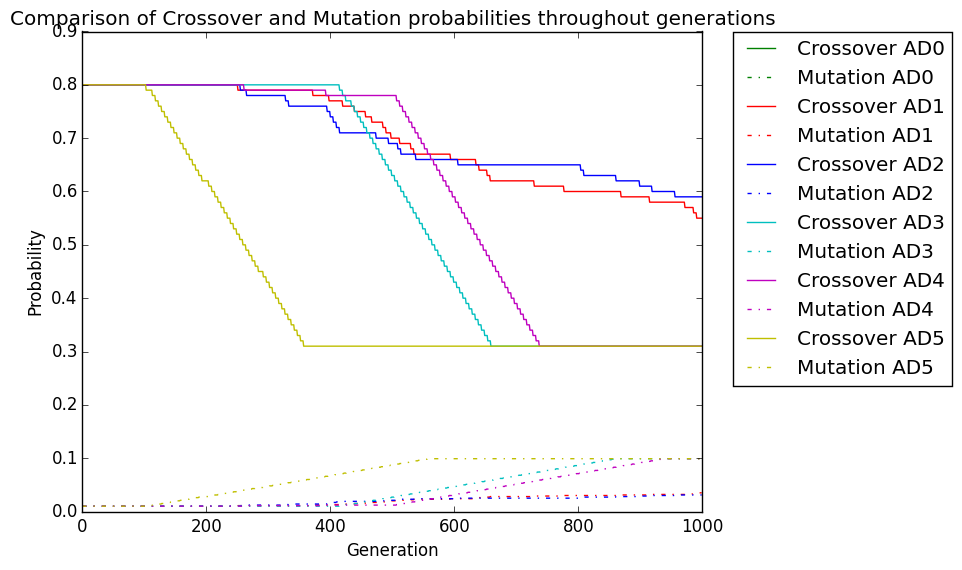 Comparison of Crossover and Mutation probabilities throughout generations
0.9
0.8
0.7
0.6
0.5
0.4
0.3
0.2
0.1
0.0
Probability
0 200 400 600 800 1000
Generation
Crossover AD0
Mutation AD0
Crossover AD1
Mutation AD1
Crossover AD2
Mutation AD2
Crossover AD3
Mutation AD3
Crossover AD4
Mutation AD4
Crossover AD5
Mutation AD5